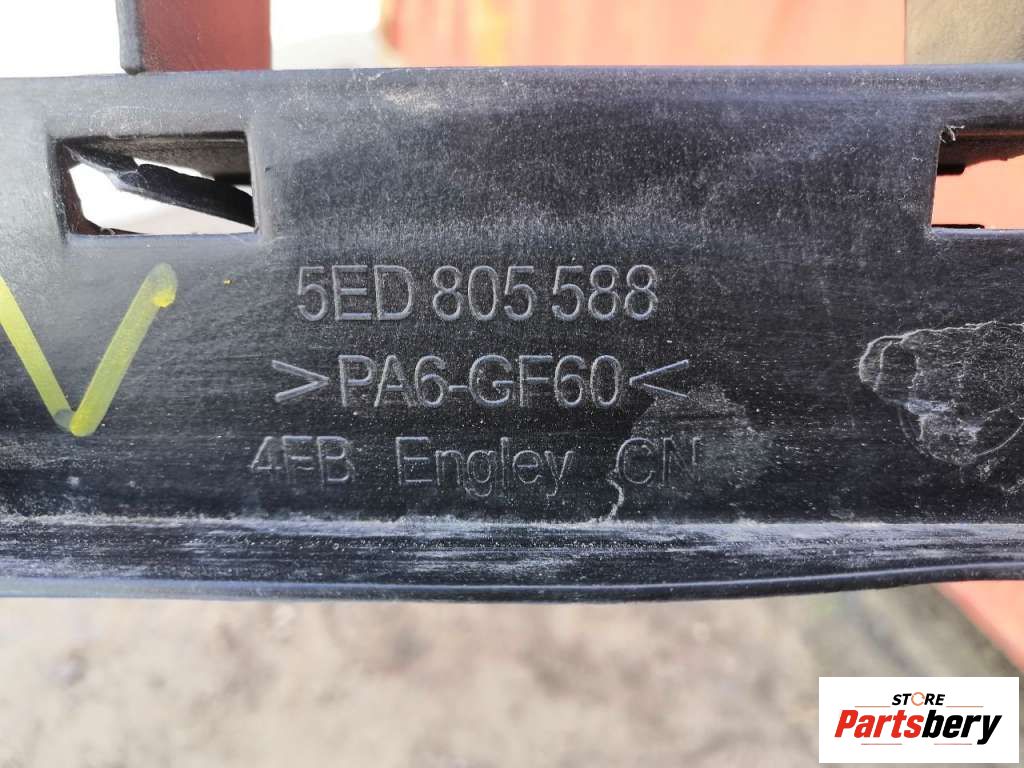 5ED 805 588
>PA6-GF60<
4FB Engley CN
STORE
Partsbery